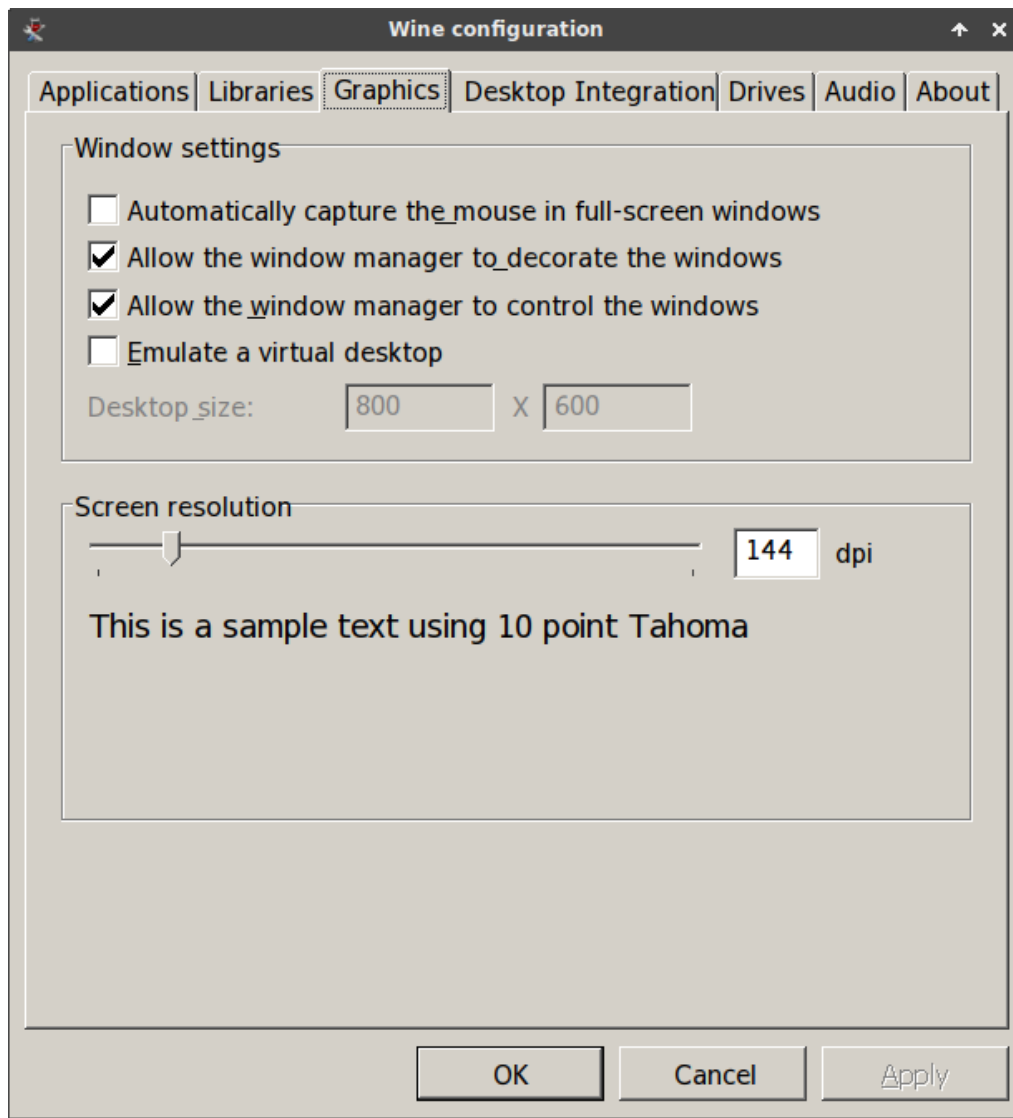 Wine configuration
Applications Libraries Graphics Desktop Integration Drives Audio About
Window settings
Automatically capture the mouse in full-screen windows
Allow the window manager to decorate the windows
Allow the window manager to control the windows
Emulate a virtual desktop
Desktop size: 800 X 600
Screen resolution
144 dpi
This is a sample text using 10 point Tahoma
OK Cancel Apply